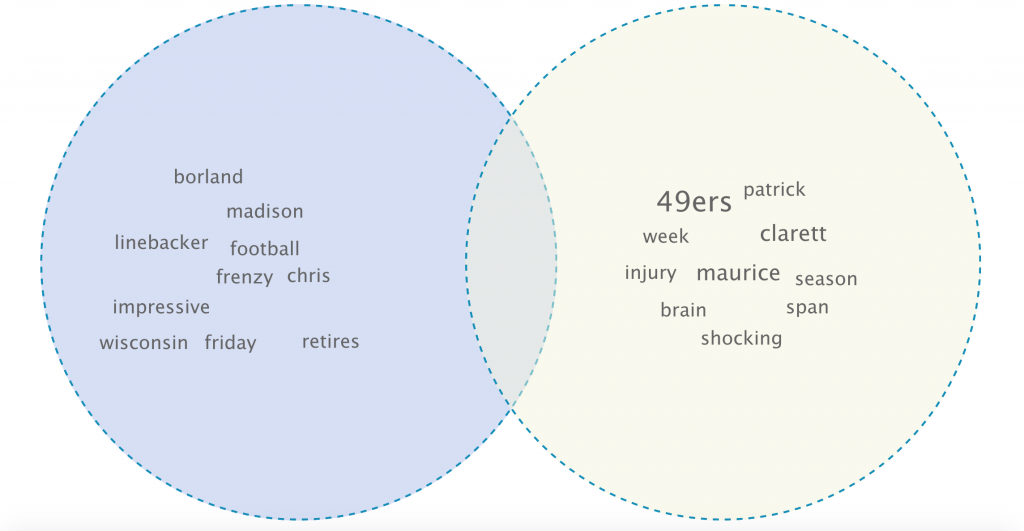 borland
madison
linebacker football
frenzy chris
impressive
wisconsin friday retires
49ers patrick
week clarett
injury maurice season
brain span
shocking